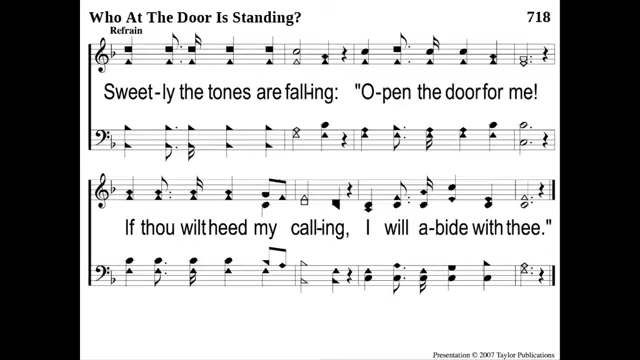 Who At The Door Is Standing? 718
Refrain
Sweet-ly the tones are fall-ing: "O-pen the door for me!
If thou wilt heed my call-ing, I will a-bide with thee."
Presentation © 2007 Taylor Publications